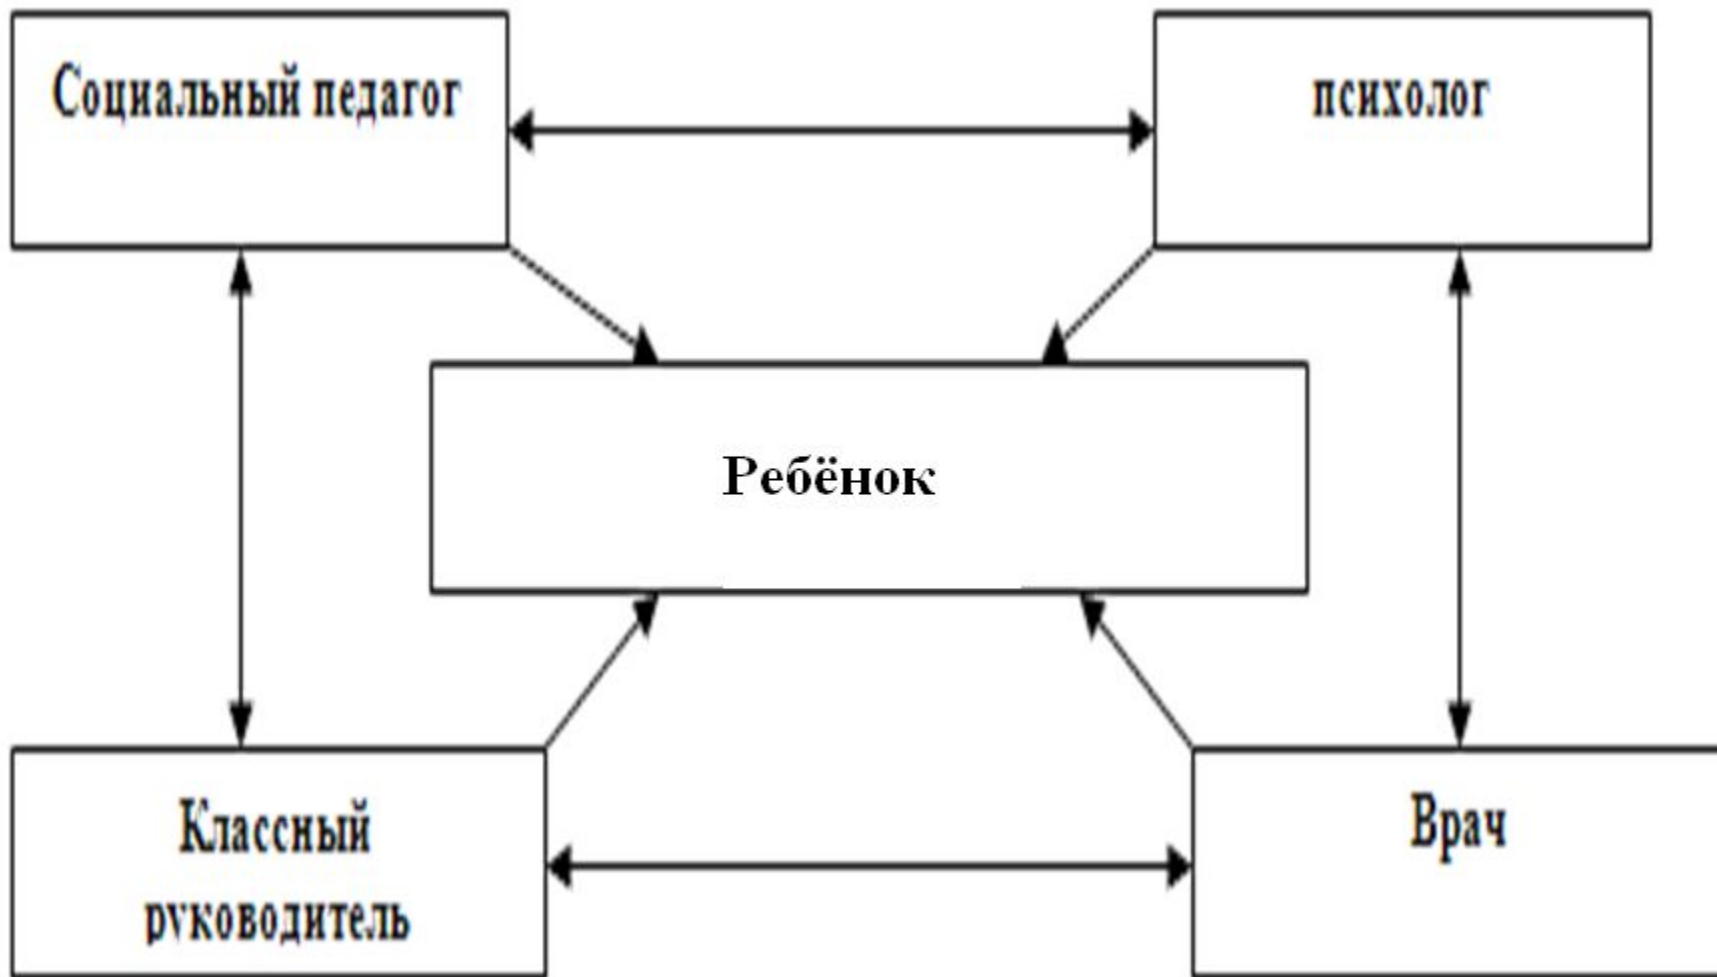 Социальный педагог
психолог
Ребёнок
Классный
руководитель
Врач